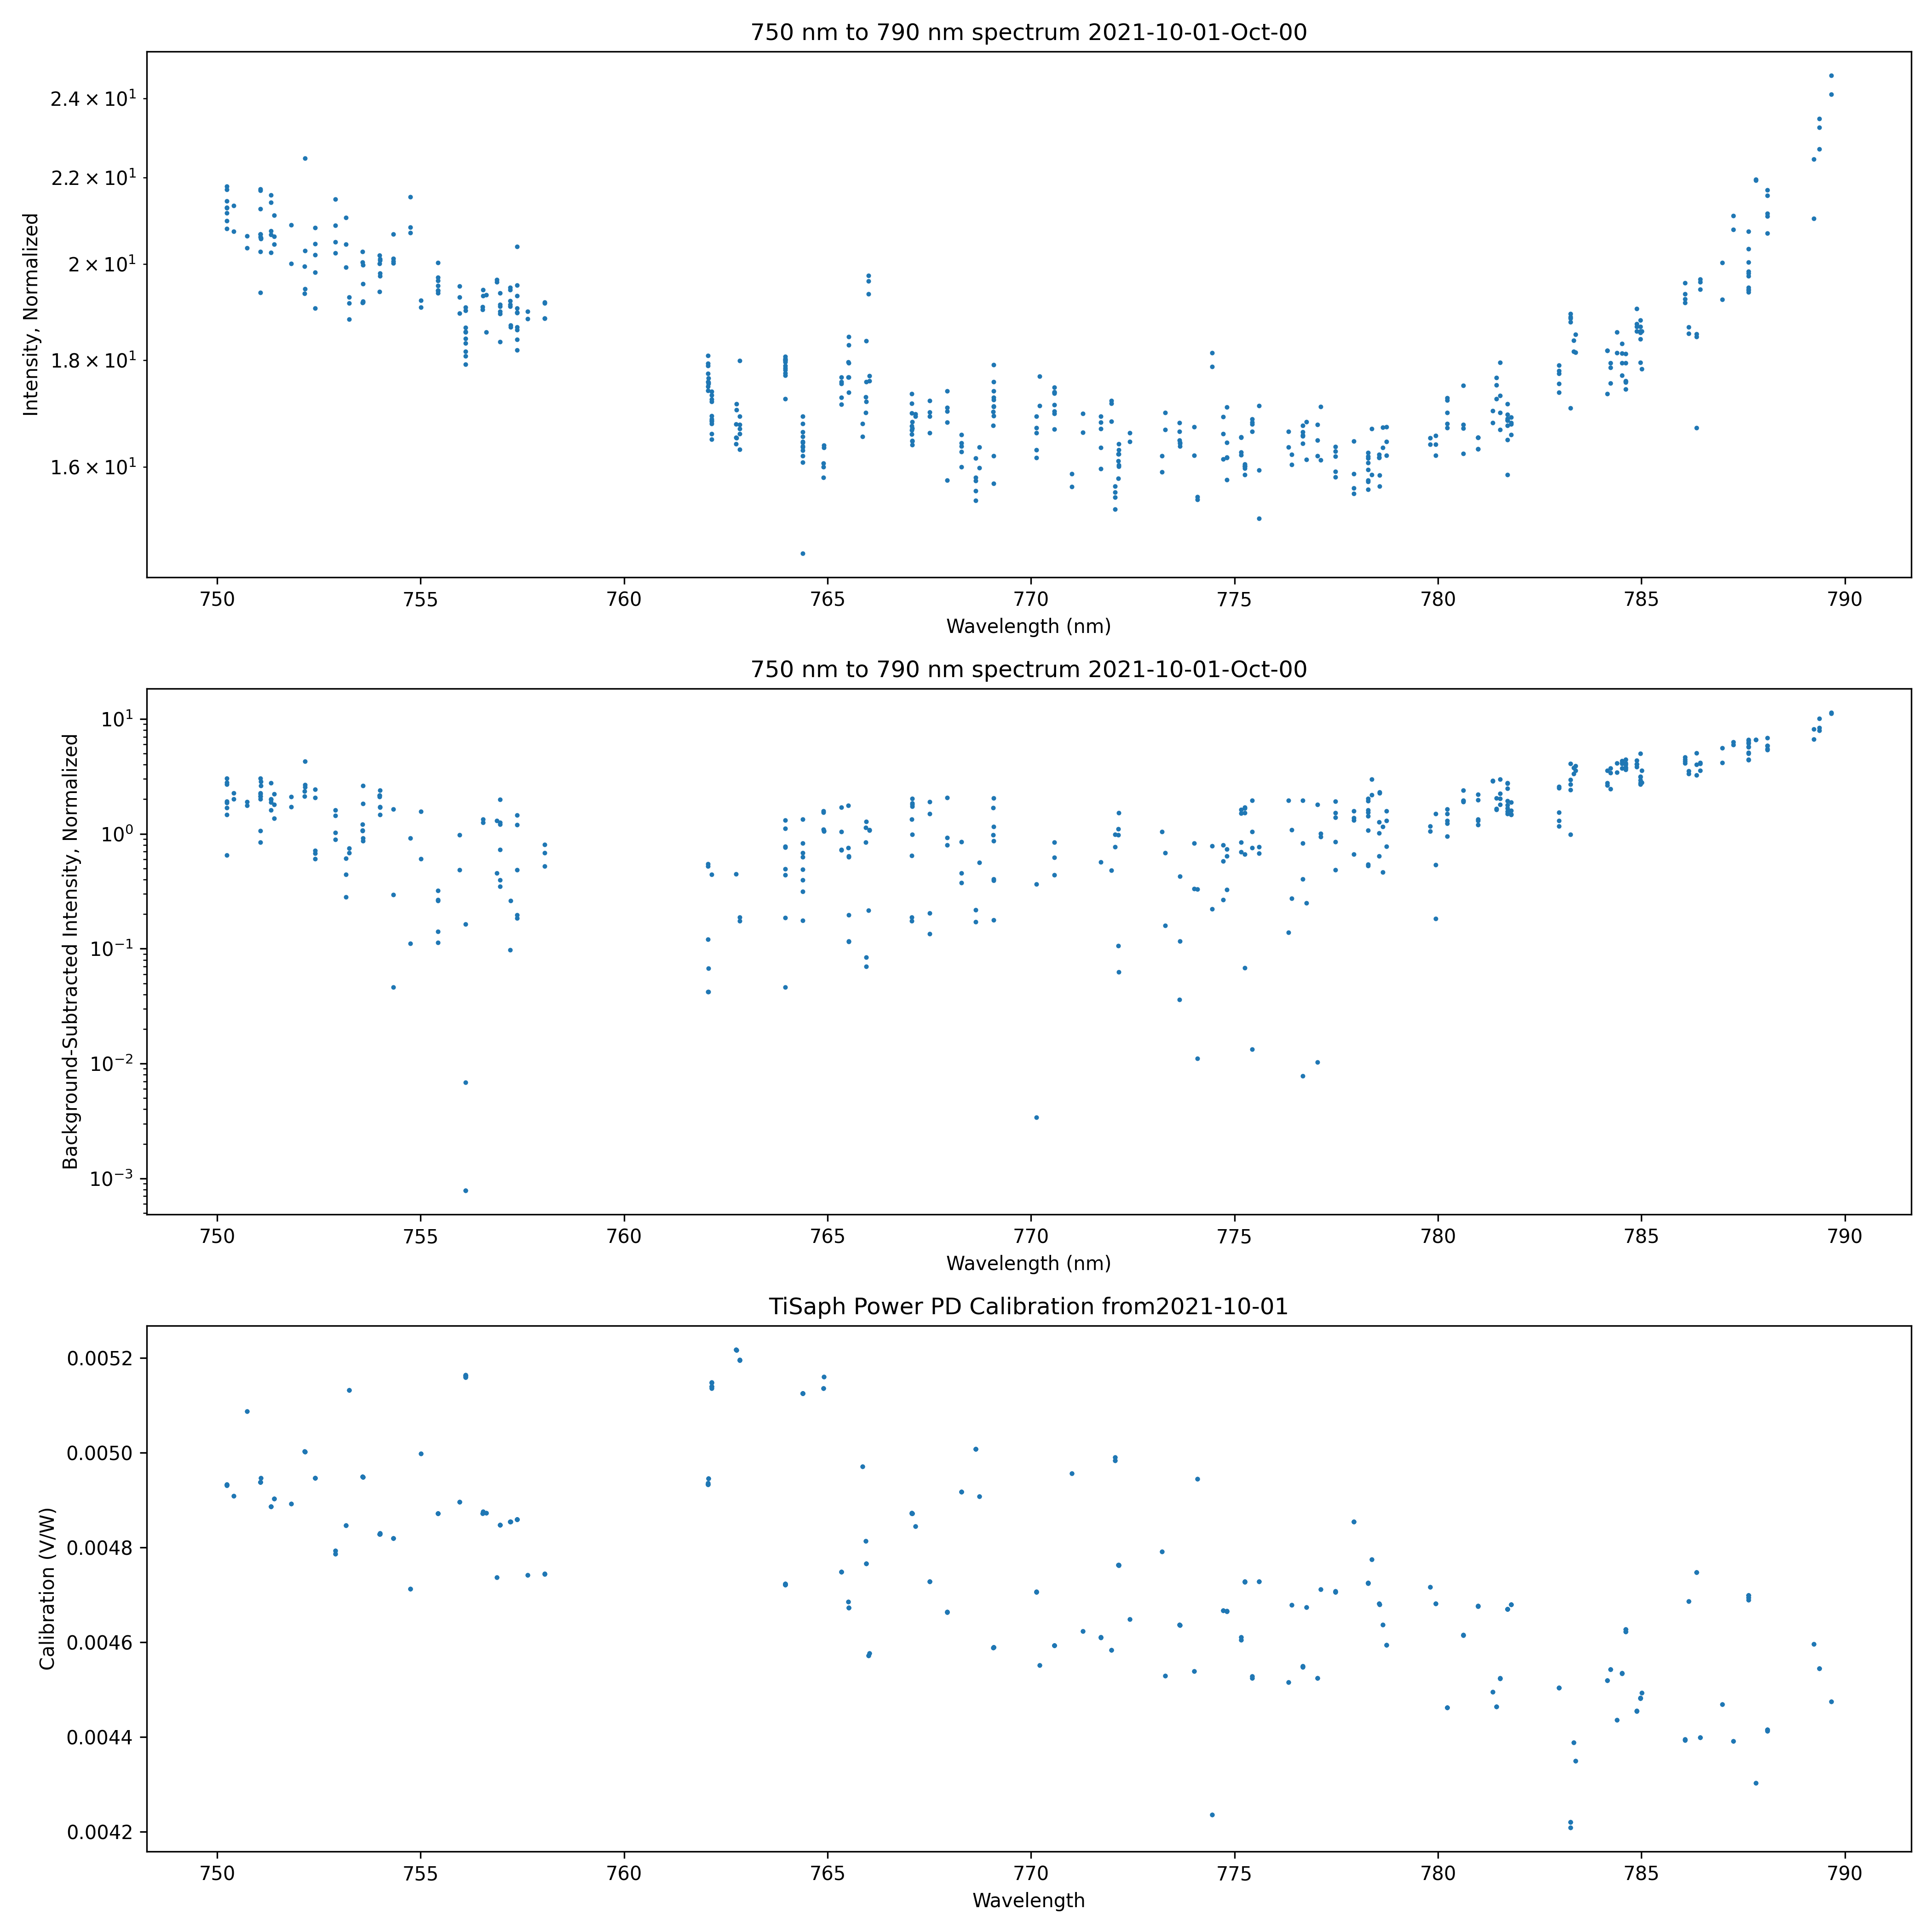 750 nm to 790 nm spectrum 2021-10-01-Oct-00
Intensity, Normalized
2.4 × 10¹
2.2 × 10¹
2 × 10¹
1.8 × 10¹
1.6 × 10¹
750 755 760 765 770 775 780 785 790
Wavelength (nm)
750 nm to 790 nm spectrum 2021-10-01-Oct-00
Background-Subtracted Intensity, Normalized
10¹
10⁰
10⁻¹
10⁻²
10⁻³
750 755 760 765 770 775 780 785 790
Wavelength (nm)
TiSaph Power PD Calibration from2021-10-01
Calibration (V/W)
0.0052
0.0050
0.0048
0.0046
0.0044
0.0042
750 755 760 765 770 775 780 785 790
Wavelength